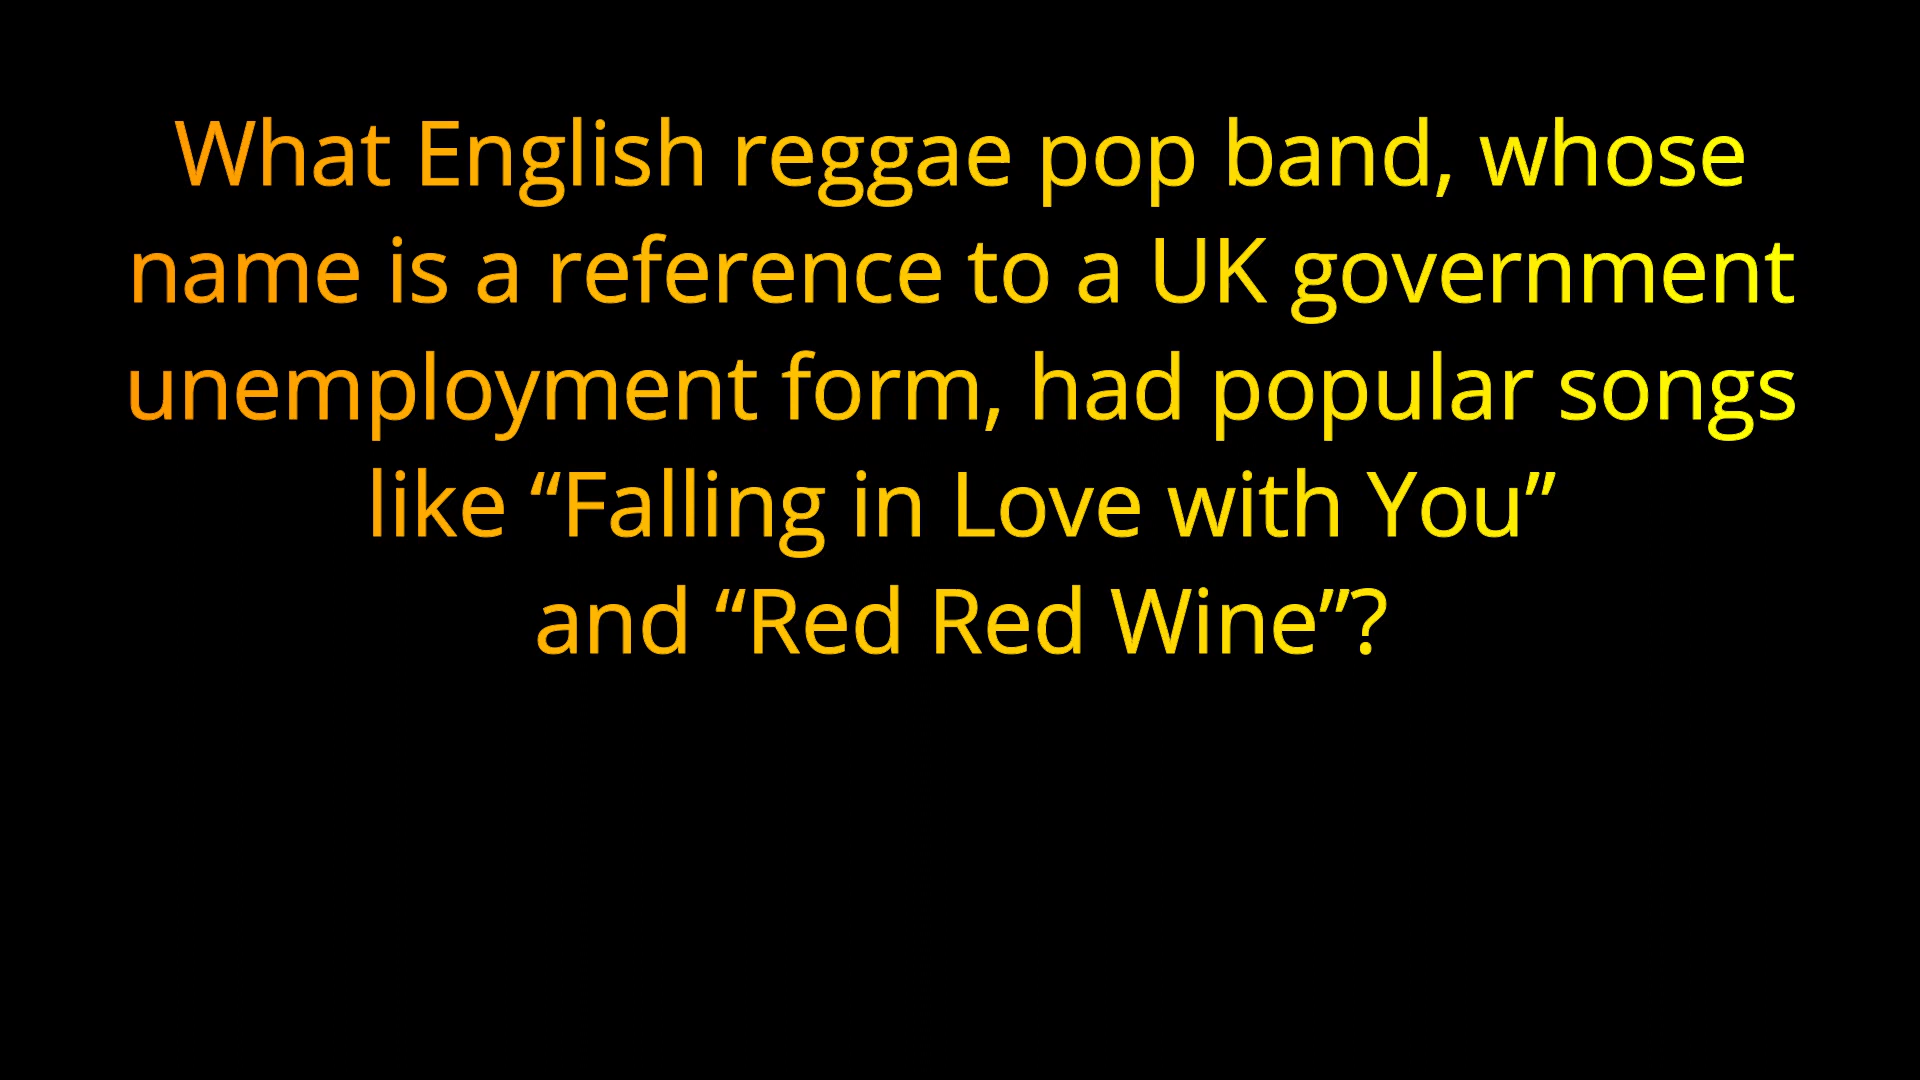 What English reggae pop band, whose
name is a reference to a UK government
unemployment form, had popular songs
like “Falling in Love with You”
and “Red Red Wine”?